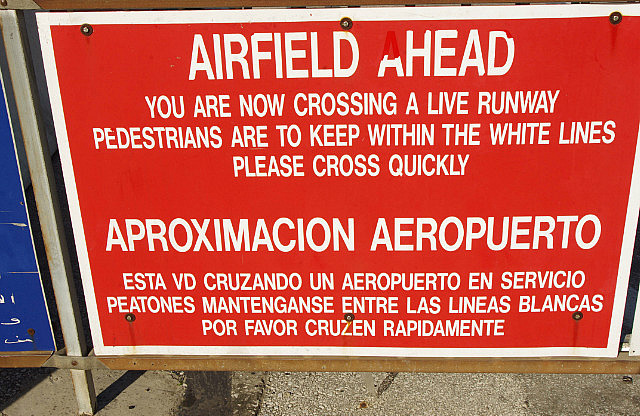 AIRFIELD AHEAD
YOU ARE NOW CROSSING A LIVE RUNWAY
PEDESTRIANS ARE TO KEEP WITHIN THE WHITE LINES
PLEASE CROSS QUICKLY
APROXIMACION AEROPUERTO
ESTA VD CRUZANDO UN AEROPUERTO EN SERVICIO
PEATONES MANTENGANSE ENTRE LAS LINEAS BLANCAS
POR FAVOR CRUZEN RAPIDAMENTE